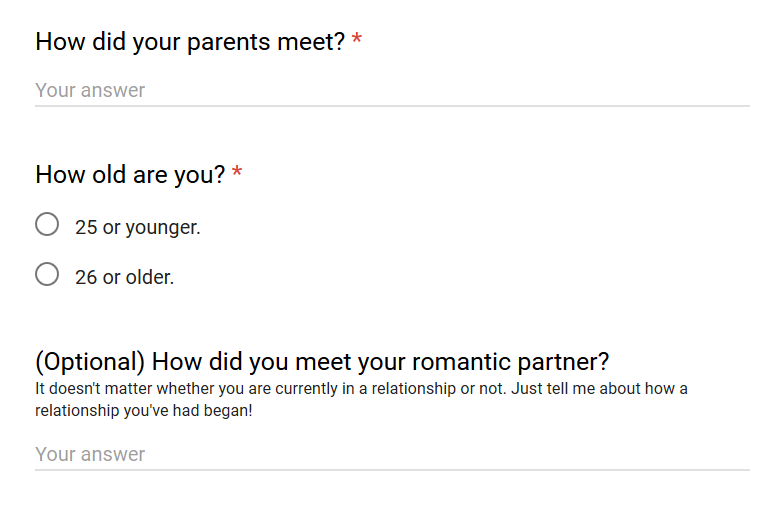 How did your parents meet? *
Your answer
How old are you? *
25 or younger.
26 or older.
(Optional) How did you meet your romantic partner?
It doesn't matter whether you are currently in a relationship or not. Just tell me about how a
relationship you've had began!
Your answer